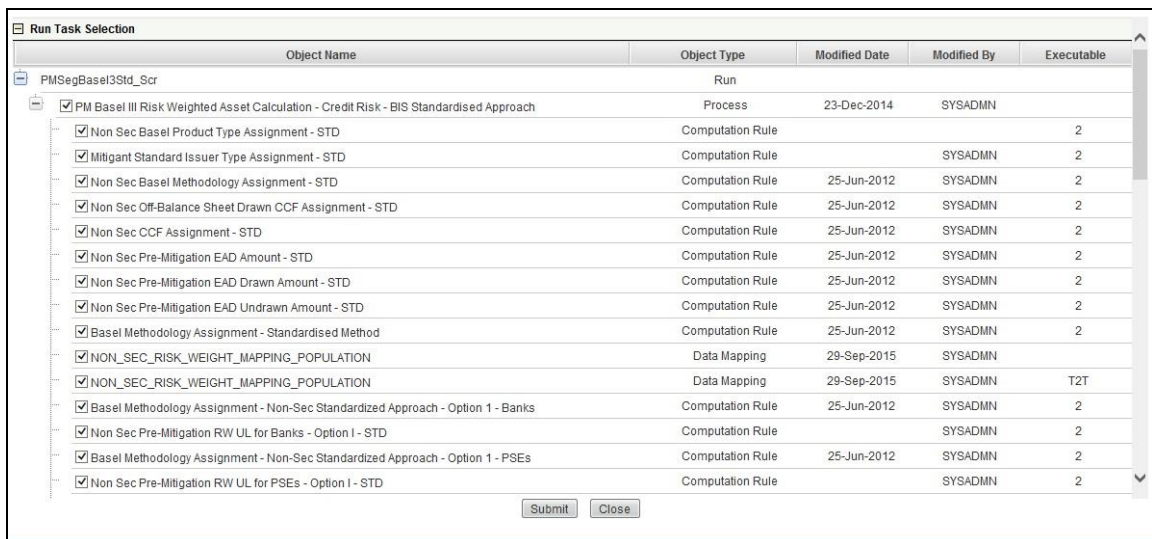 Run Task Selection
Object Name Object Type Modified Date Modified By Executable
PMSegBasel3Std_Scr Run
PM Basel III Risk Weighted Asset Calculation - Credit Risk - BIS Standardised Approach Process 23-Dec-2014 SYSADMN
Non Sec Basel Product Type Assignment - STD Computation Rule 2
Mitigant Standard Issuer Type Assignment - STD Computation Rule SYSADMN 2
Non Sec Basel Methodology Assignment - STD Computation Rule 25-Jun-2012 SYSADMN 2
Non Sec Off-Balance Sheet Drawn CCF Assignment - STD Computation Rule 25-Jun-2012 SYSADMN 2
Non Sec CCF Assignment - STD Computation Rule 25-Jun-2012 SYSADMN 2
Non Sec Pre-Mitigation EAD Amount - STD Computation Rule 25-Jun-2012 SYSADMN 2
Non Sec Pre-Mitigation EAD Drawn Amount - STD Computation Rule 25-Jun-2012 SYSADMN 2
Non Sec Pre-Mitigation EAD Undrawn Amount - STD Computation Rule 25-Jun-2012 SYSADMN 2
Basel Methodology Assignment - Standardised Method Computation Rule 25-Jun-2012 SYSADMN 2
NON_SEC_RISK_WEIGHT_MAPPING_POPULATION Data Mapping 29-Sep-2015 SYSADMN
NON_SEC_RISK_WEIGHT_MAPPING_POPULATION Data Mapping 29-Sep-2015 SYSADMN T2T
Basel Methodology Assignment - Non-Sec Standardized Approach - Option 1 - Banks Computation Rule 25-Jun-2012 SYSADMN 2
Non Sec Pre-Mitigation RW UL for Banks - Option I - STD Computation Rule SYSADMN 2
Basel Methodology Assignment - Non-Sec Standardized Approach - Option 1 - PSEs Computation Rule 25-Jun-2012 SYSADMN 2
Non Sec Pre-Mitigation RW UL for PSEs - Option I - STD Computation Rule SYSADMN 2
Submit Close